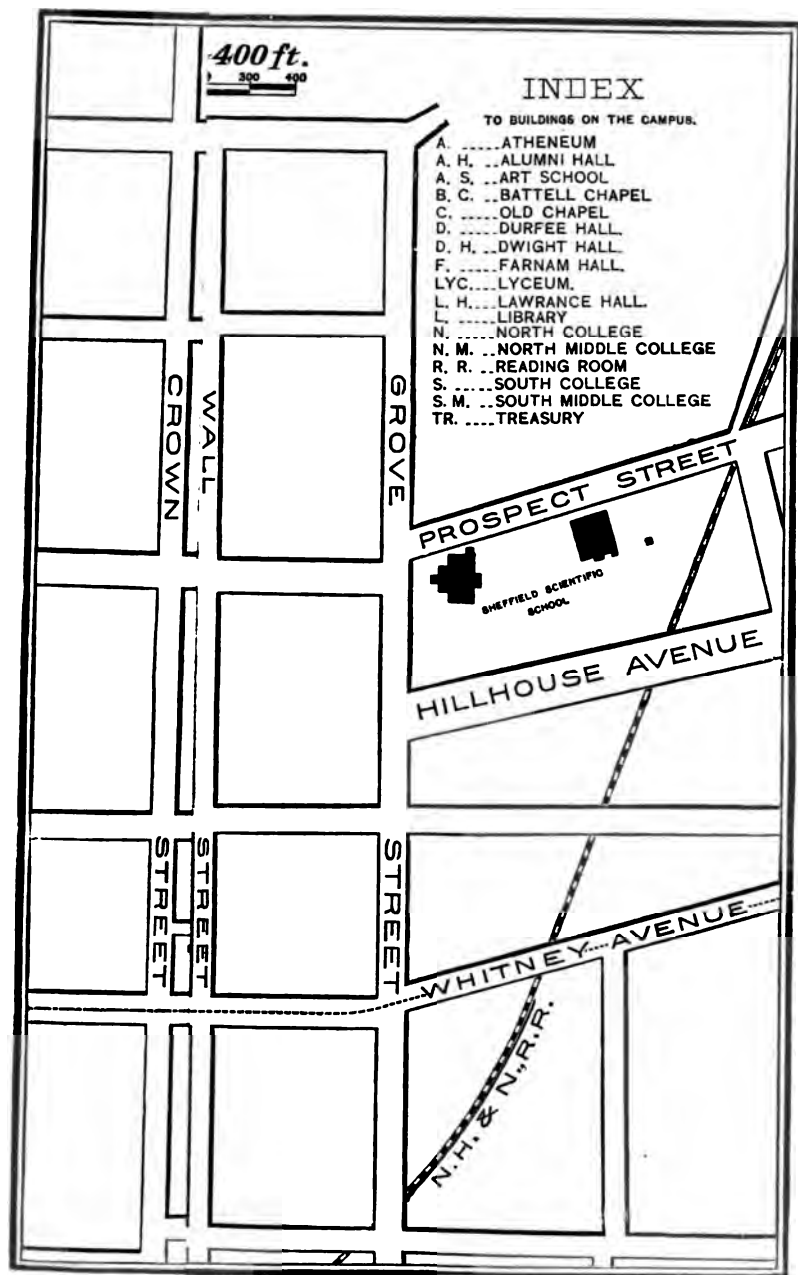 400 ft.
300 400
INDEX
TO BUILDINGS ON THE CAMPUS.
A. .....ATHENEUM
A. H. ..ALUMNI HALL
A. S. ..ART SCHOOL
B. C. ..BATTELL CHAPEL
C. .....OLD CHAPEL
D. .....DURFEE HALL.
D. H. ..DWIGHT HALL.
F. .....FARNAM HALL.
LYC....LYCEUM.
L. H....LAWRANCE HALL.
L. .....LIBRARY
N. .....NORTH COLLEGE
N. M. ..NORTH MIDDLE COLLEGE
R. R. ..READING ROOM
S. .....SOUTH COLLEGE
S. M. ..SOUTH MIDDLE COLLEGE
TR. ....TREASURY
CROWN STREET
WALL STREET
GROVE STREET
PROSPECT STREET
SHEFFIELD SCIENTIFIC
SCHOOL
HILLHOUSE AVENUE
WHITNEY AVENUE
N.H. & N., R.R.